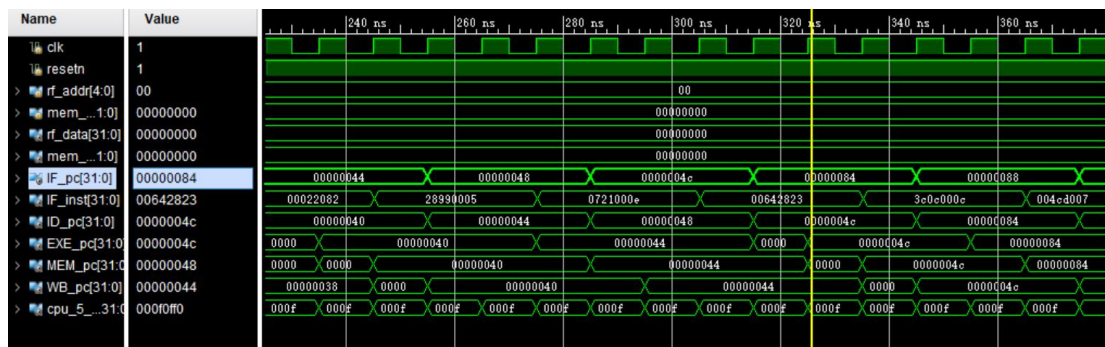 Name Value 240 ns 260 ns 280 ns 300 ns 320 ns 340 ns 360 ns
clk 1
resetn 1
rf_addr[4:0] 00 00
mem_...1:0] 00000000 00000000
rf_data[31:0] 00000000 00000000
mem_...1:0] 00000000 00000000
IF_pc[31:0] 00000084 00000044 00000048 0000004c 00000084 00000088
IF_inst[31:0] 00642823 00022082 28990005 0721000e 00642823 3c0c000c 004cd007
ID_pc[31:0] 0000004c 00000040 00000044 00000048 0000004c 00000084
EXE_pc[31:0] 0000004c 0000 00000040 00000044 0000 0000004c 00000084
MEM_pc[31:0 00000048 0000 0000 00000040 00000044 0000 0000004c 00000084
WB_pc[31:0] 00000044 00000038 0000 00000040 00000044 0000 0000004c
cpu_5_...31:0 000f0ff0 000f 000f 000f 000f 000f 000f 000f 000f 000f 000f 000f 000f 000f 000f 000f